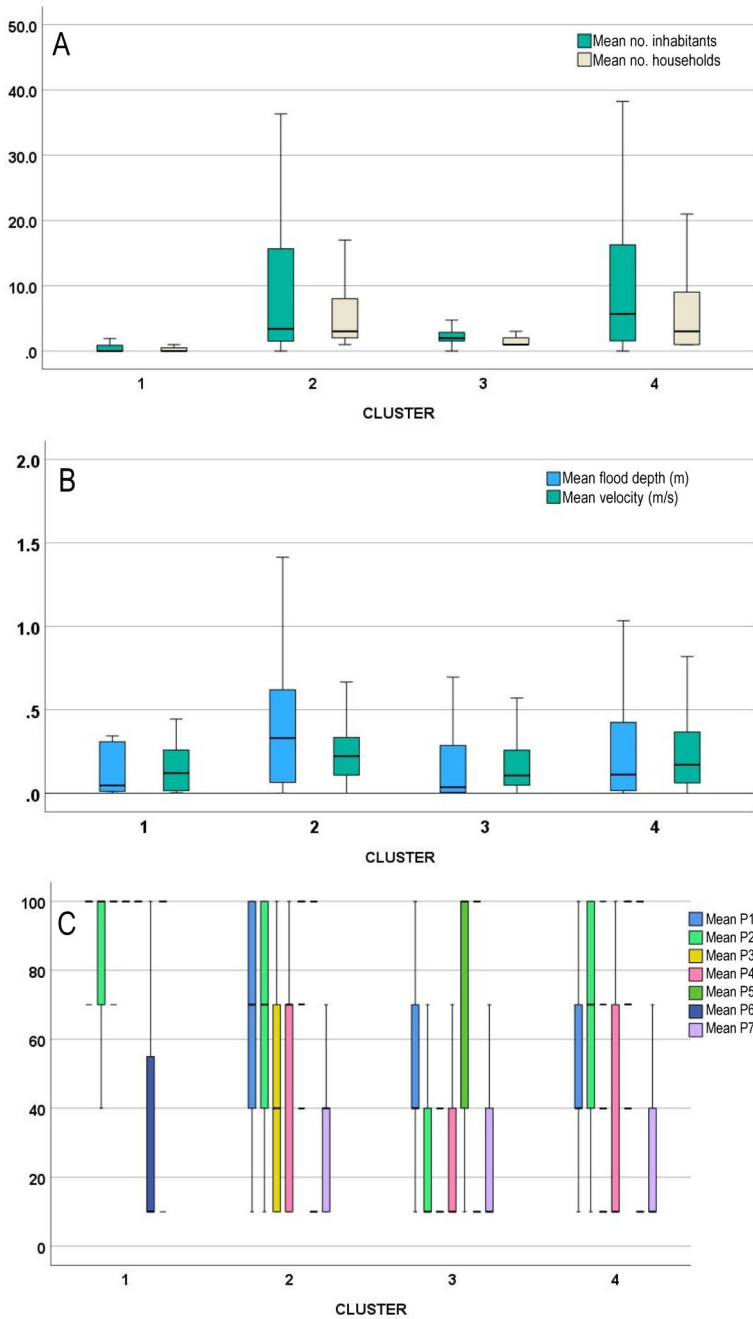 50.0
A
Mean no. inhabitants
Mean no. households
40.0
30.0
20.0
10.0
.0
1 2 3 4
CLUSTER
2.0
B
Mean flood depth (m)
Mean velocity (m/s)
1.5
1.0
.5
.0
1 2 3 4
CLUSTER
100
C
Mean P1
Mean P2
Mean P3
Mean P4
Mean P5
Mean P6
Mean P7
80
60
40
20
0
1 2 3 4
CLUSTER